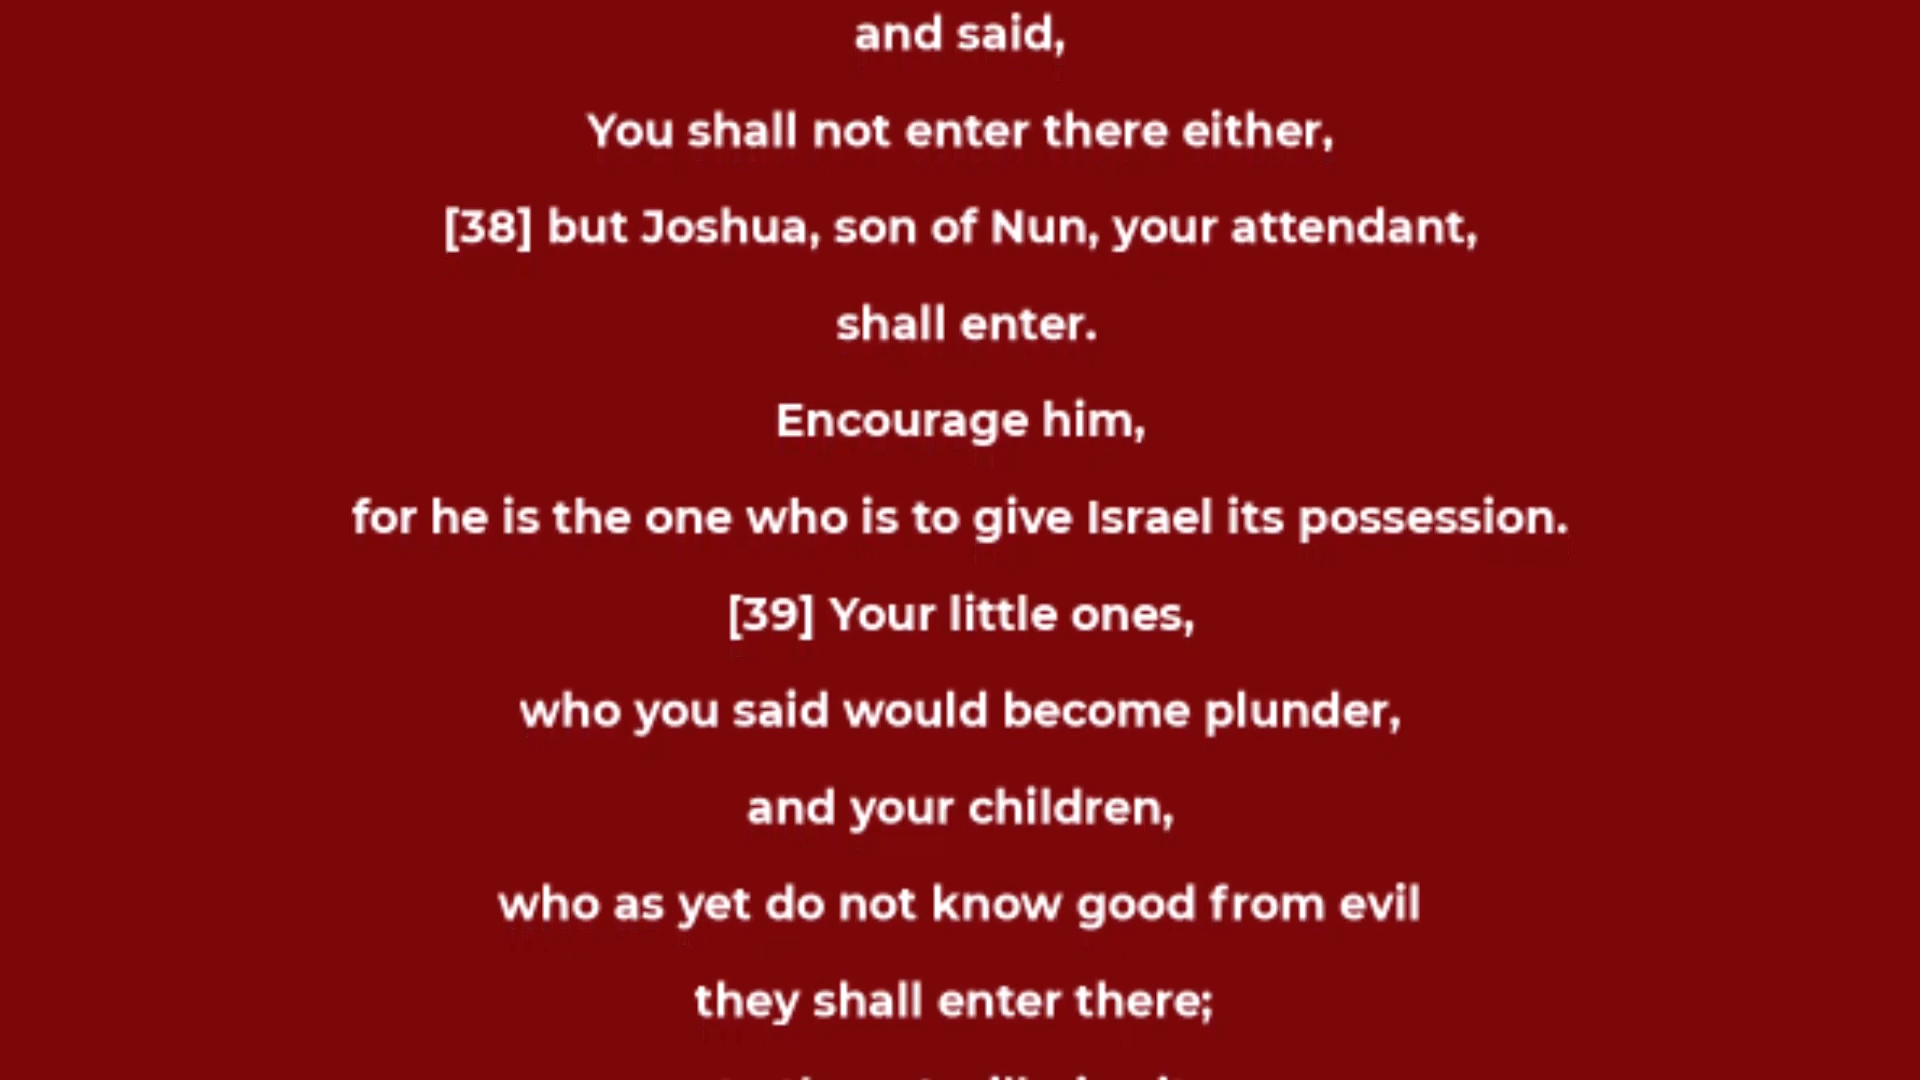 and said,
You shall not enter there either,
[38] but Joshua, son of Nun, your attendant,
shall enter.
Encourage him,
for he is the one who is to give Israel its possession.
[39] Your little ones,
who you said would become plunder,
and your children,
who as yet do not know good from evil
they shall enter there;